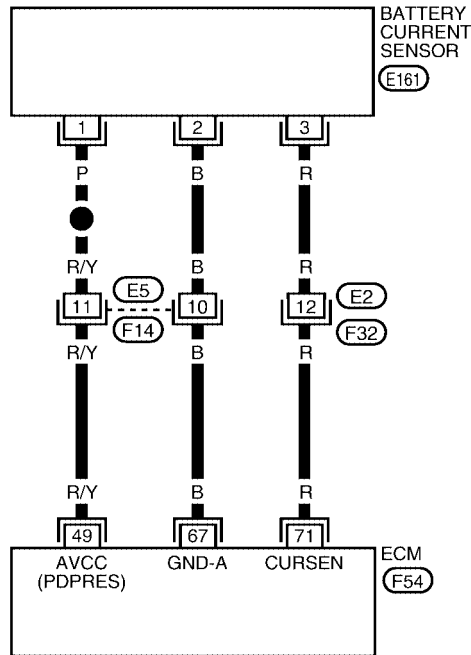 BATTERY
CURRENT
SENSOR
E161
1 2 3
P B R
R/Y B R
11 E5 10 12 E2
F14 F32
R/Y B R
R/Y B R
49 67 71
AVCC GND-A CURSEN ECM
(PDPRES) F54